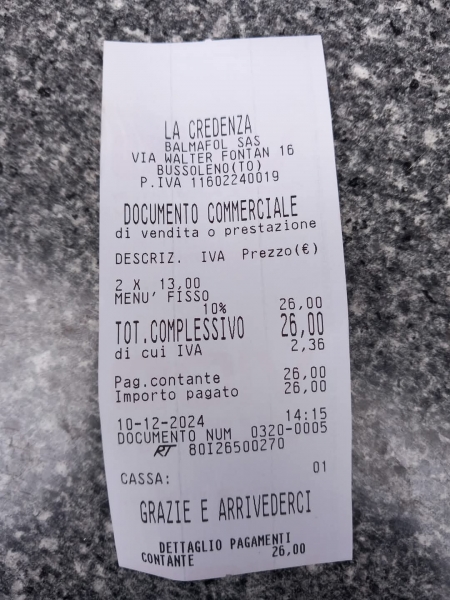 LA CREDENZA
BALMAFOL SAS
VIA WALTER FONTAN 16
BUSSOLENO(TO)
P.IVA 11602240019
DOCUMENTO COMMERCIALE
di vendita o prestazione
DESCRIZ. IVA Prezzo(€)
2 X 13,00
MENU' FISSO
10% 26,00
TOT.COMPLESSIVO 26,00
di cui IVA 2,36
Pag.contante 26,00
Importo pagato 26,00
10-12-2024 14:15
DOCUMENTO NUM 0320-0005
RT 80I26500270
CASSA: 01
GRAZIE E ARRIVEDERCI
DETTAGLIO PAGAMENTI
CONTANTE 26,00